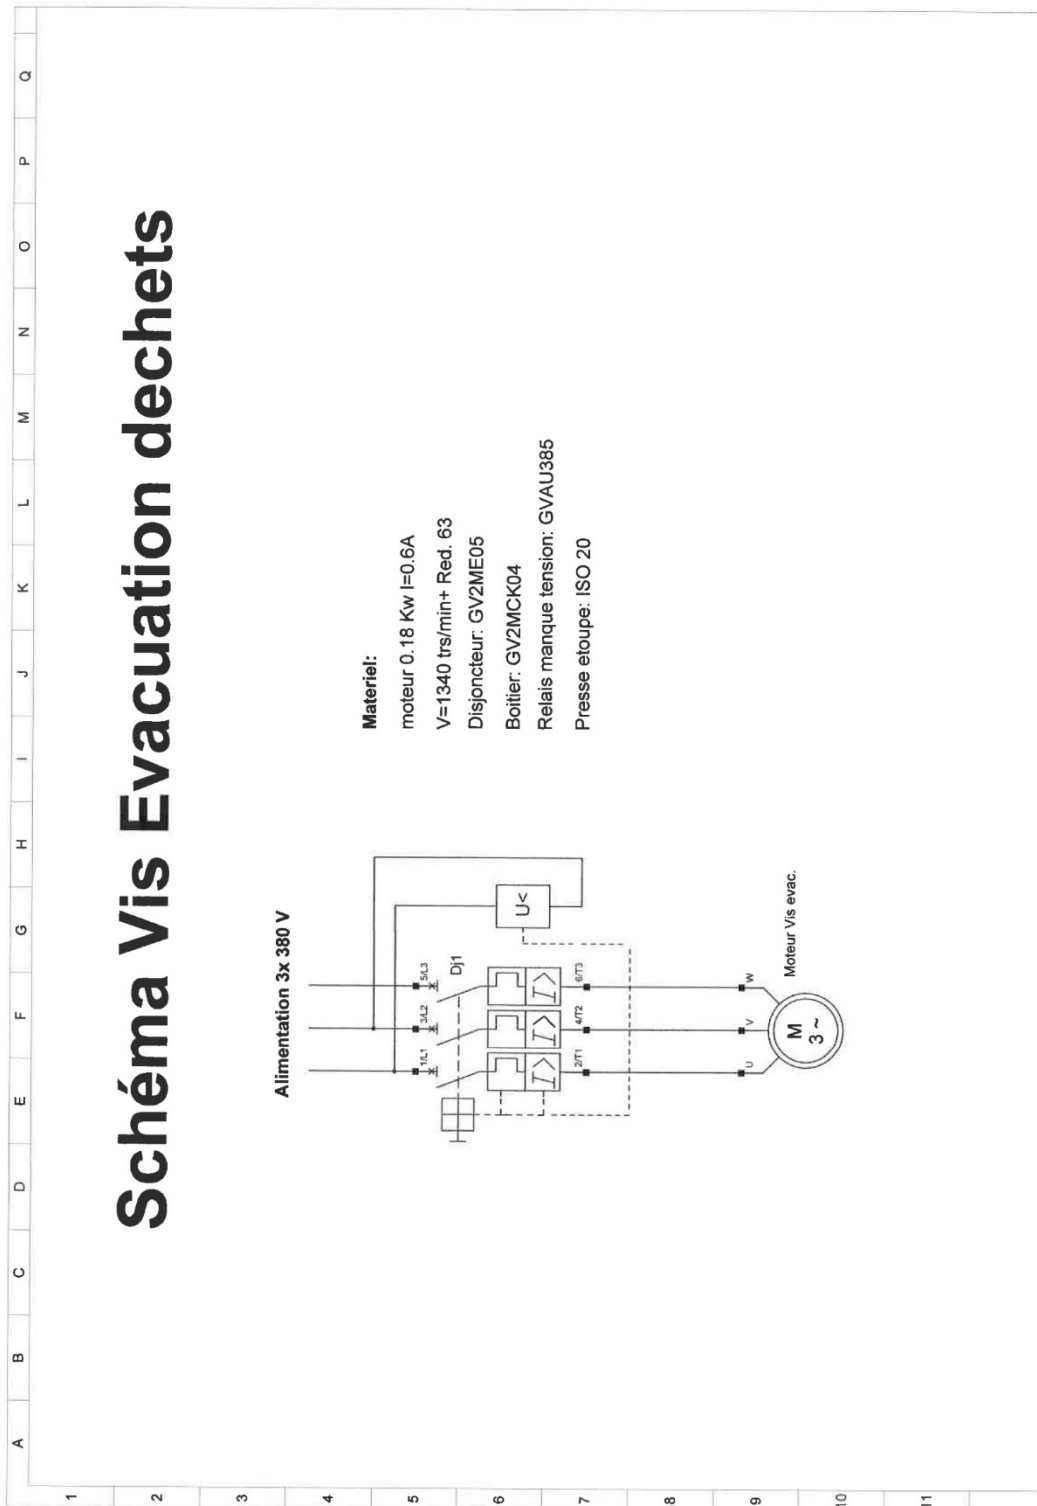 A B C D E F G H I J K L M N O P Q
1
2
3
4
5
6
7
8
9
10
11
Schéma Vis Evacuation dechets
Alimentation 3x 380 V
1/L1 3/L2 5/L3
Dj1
U<
I> I> I>
2/T1 4/T2 6/T3
U V W
M
3 ~
Moteur Vis evac.
Materiel:
moteur 0.18 Kw I=0.6A
V=1340 trs/min+ Red. 63
Disjoncteur: GV2ME05
Boitier: GV2MCK04
Relais manque tension: GVAU385
Presse etoupe: ISO 20